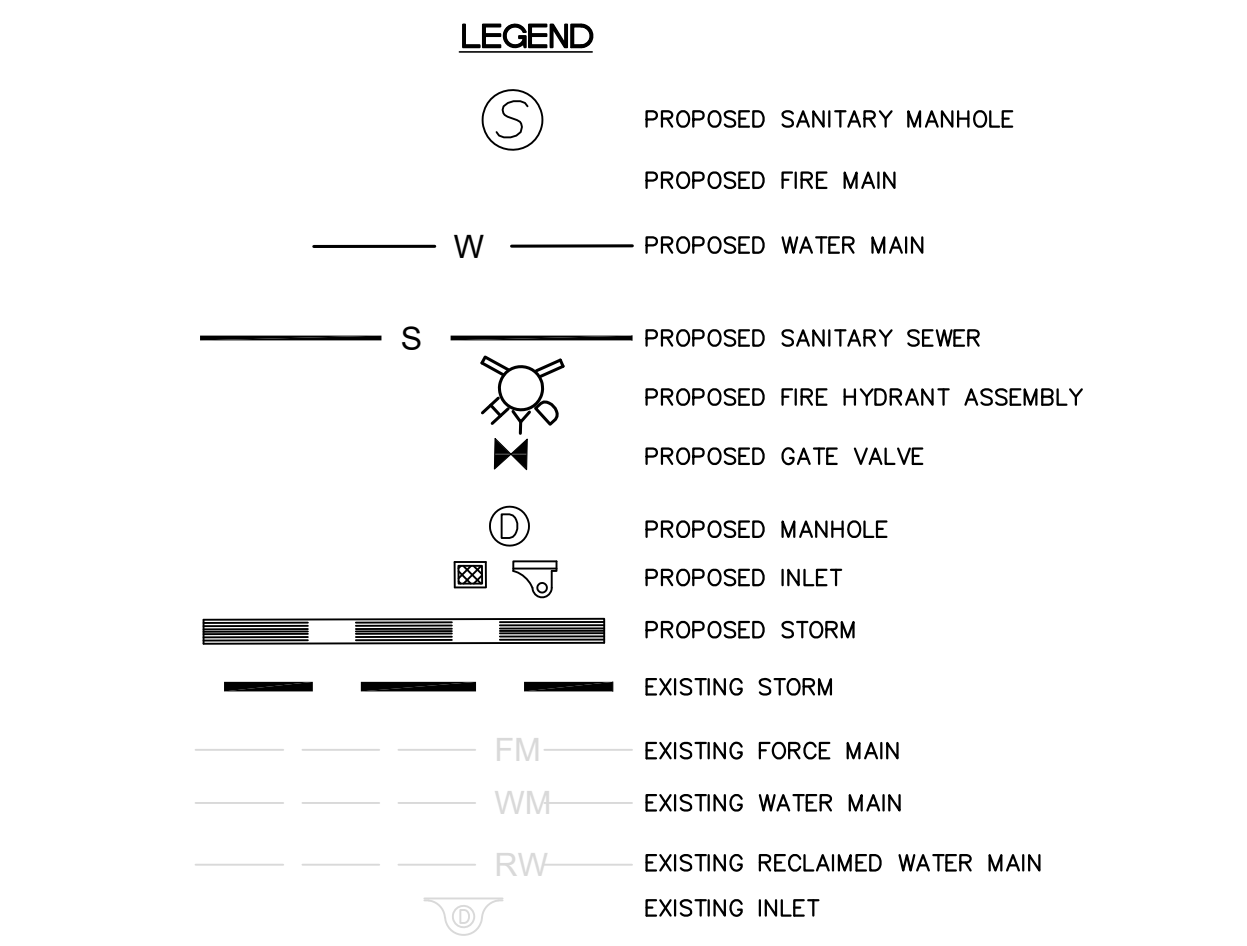 LEGEND
S PROPOSED SANITARY MANHOLE
PROPOSED FIRE MAIN
W PROPOSED WATER MAIN
S PROPOSED SANITARY SEWER
PROPOSED FIRE HYDRANT ASSEMBLY
PROPOSED GATE VALVE
D PROPOSED MANHOLE
PROPOSED INLET
PROPOSED STORM
EXISTING STORM
FM EXISTING FORCE MAIN
WM EXISTING WATER MAIN
RW EXISTING RECLAIMED WATER MAIN
D EXISTING INLET